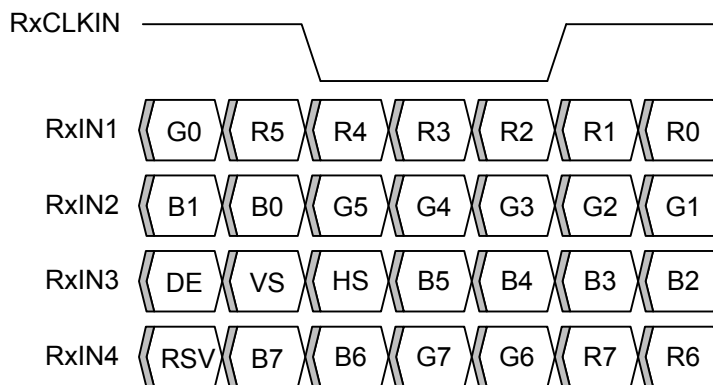 RxCLKIN
RxIN1 G0 R5 R4 R3 R2 R1 R0
RxIN2 B1 B0 G5 G4 G3 G2 G1
RxIN3 DE VS HS B5 B4 B3 B2
RxIN4 RSV B7 B6 G7 G6 R7 R6